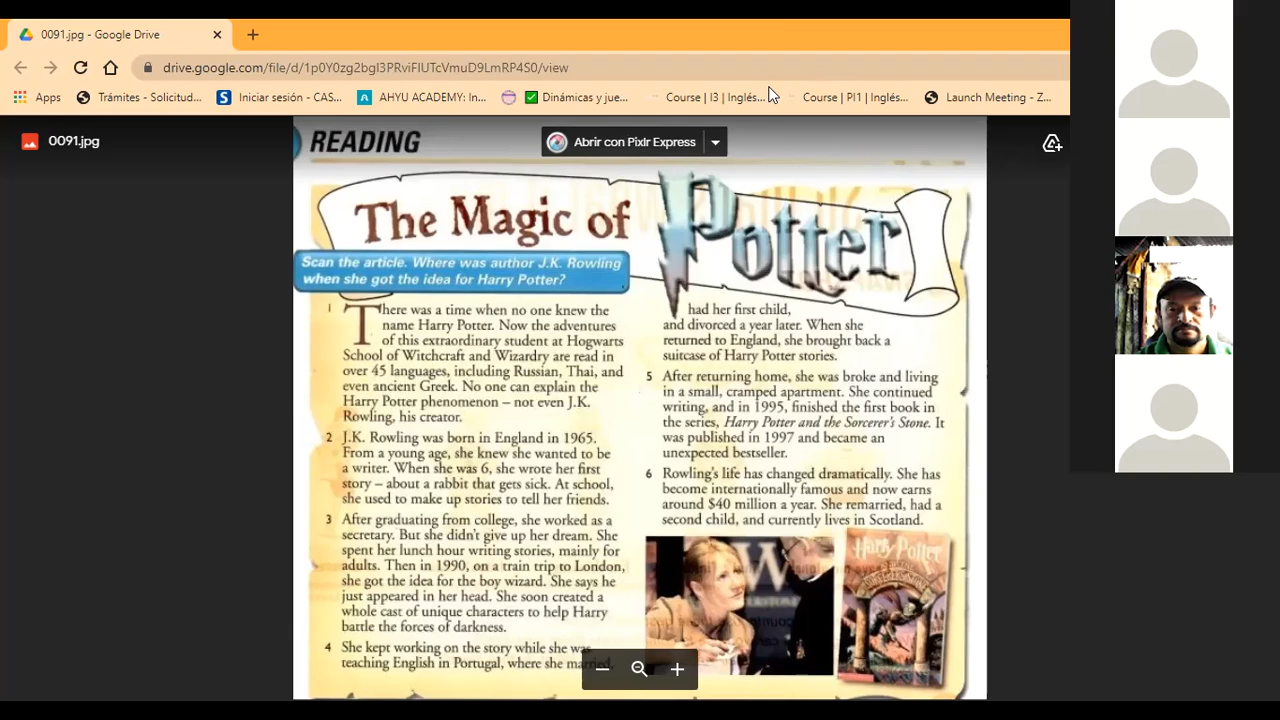 0091.jpg - Google Drive
drive.google.com/file/d/1p0Y0zg2bgl3PRviFIUTcVmuD9LmRP4S0/view
Apps
Trámites - Solicitud...
Iniciar sesión - CAS...
AHYU ACADEMY: In...
Dinámicas y jue...
Course | I3 | Inglés...
Course | PI1 | Inglés...
Launch Meeting - Z...
0091.jpg
READING
Abrir con Pixlr Express
The Magic of Potter
Scan the article. Where was author J.K. Rowling
when she got the idea for Harry Potter?
1 There was a time when no one knew the
name Harry Potter. Now the adventures
of this extraordinary student at Hogwarts
School of Witchcraft and Wizardry are read in
over 45 languages, including Russian, Thai, and
even ancient Greek. No one can explain the
Harry Potter phenomenon – not even J.K.
Rowling, his creator.
2 J.K. Rowling was born in England in 1965.
From a young age, she knew she wanted to be
a writer. When she was 6, she wrote her first
story – about a rabbit that gets sick. At school,
she used to make up stories to tell her friends.
3 After graduating from college, she worked as a
secretary. But she didn't give up her dream. She
spent her lunch hour writing stories, mainly for
adults. Then in 1990, on a train trip to London,
she got the idea for the boy wizard. She says he
just appeared in her head. She soon created a
whole cast of unique characters to help Harry
battle the forces of darkness.
4 She kept working on the story while she was
teaching English in Portugal, where she married,
had her first child,
and divorced a year later. When she
returned to England, she brought back a
suitcase of Harry Potter stories.
5 After returning home, she was broke and living
in a small, cramped apartment. She continued
writing, and in 1995, finished the first book in
the series, Harry Potter and the Sorcerer's Stone. It
was published in 1997 and became an
unexpected bestseller.
6 Rowling's life has changed dramatically. She has
become internationally famous and now earns
around $40 million a year. She remarried, had a
second child, and currently lives in Scotland.
W
Harry Potter